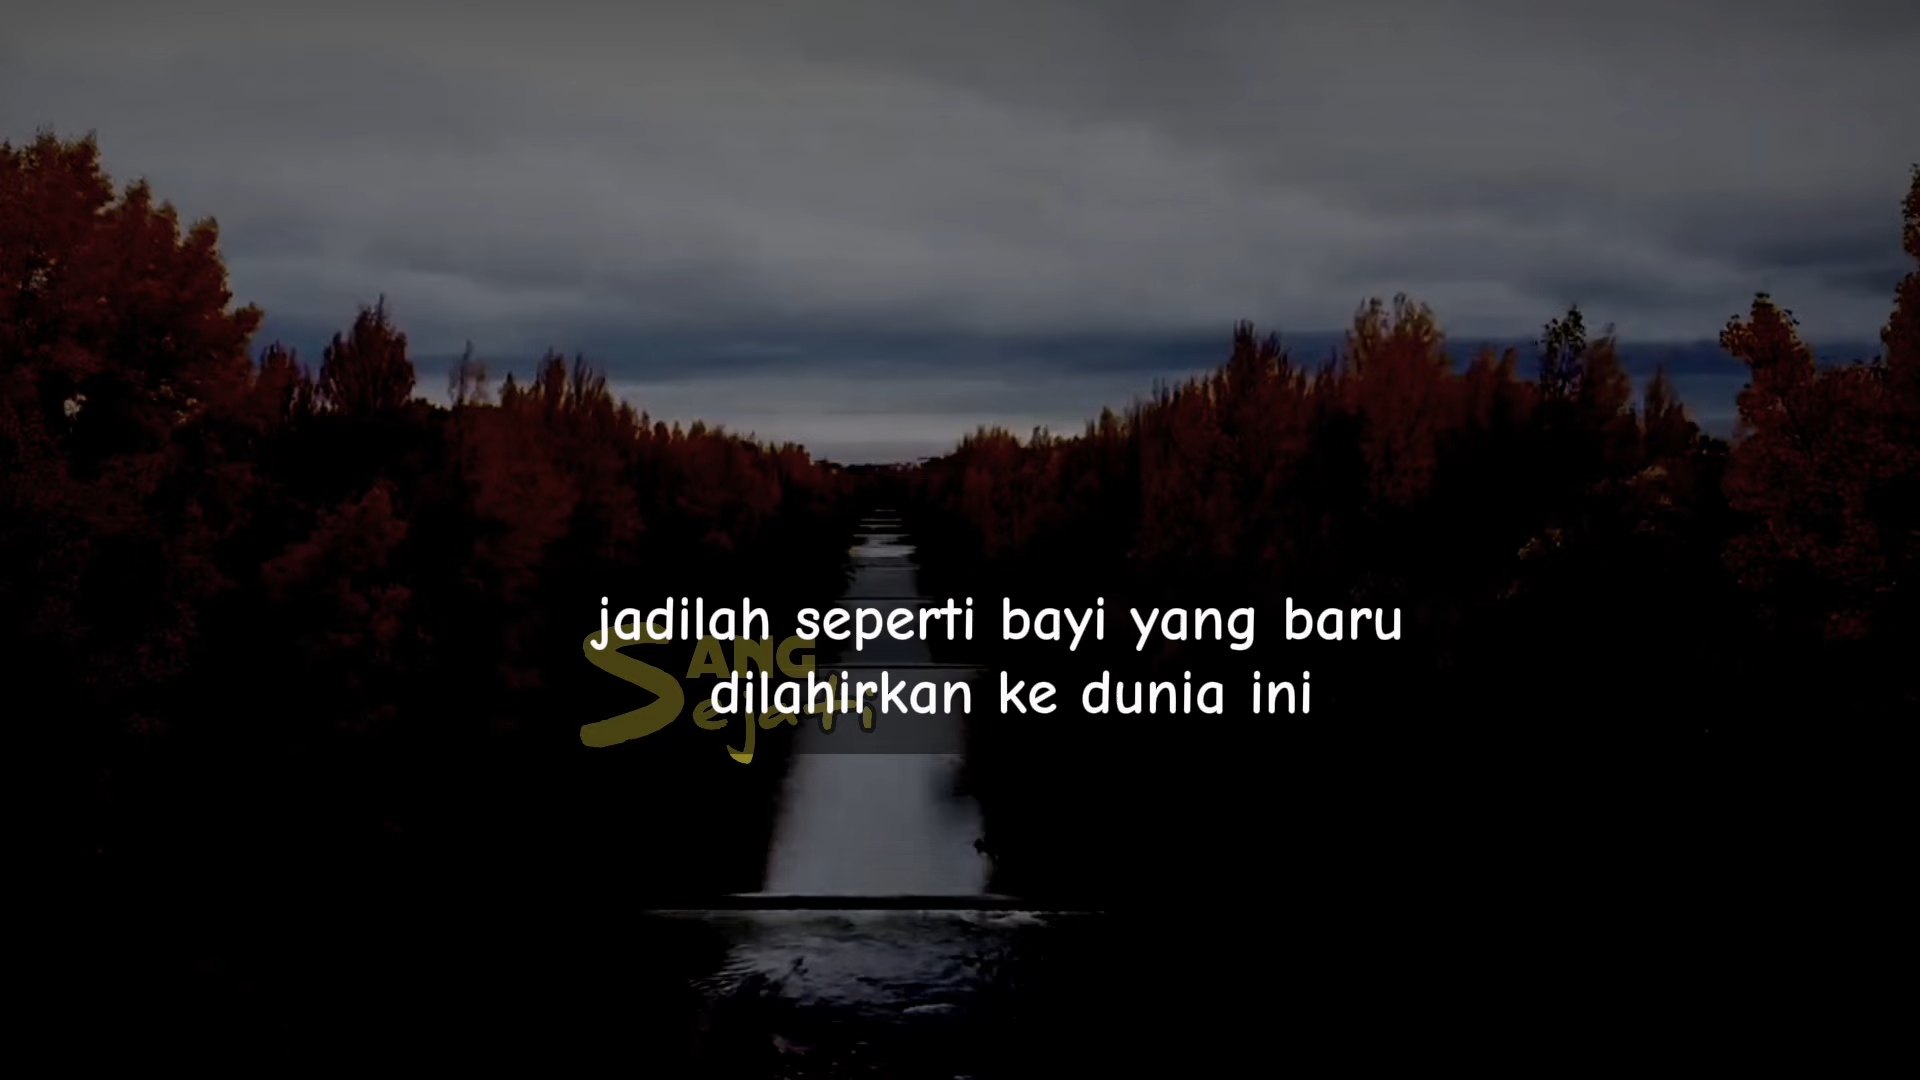 jadilah seperti bayi yang baru
dilahirkan ke dunia ini
SANG
Sejati